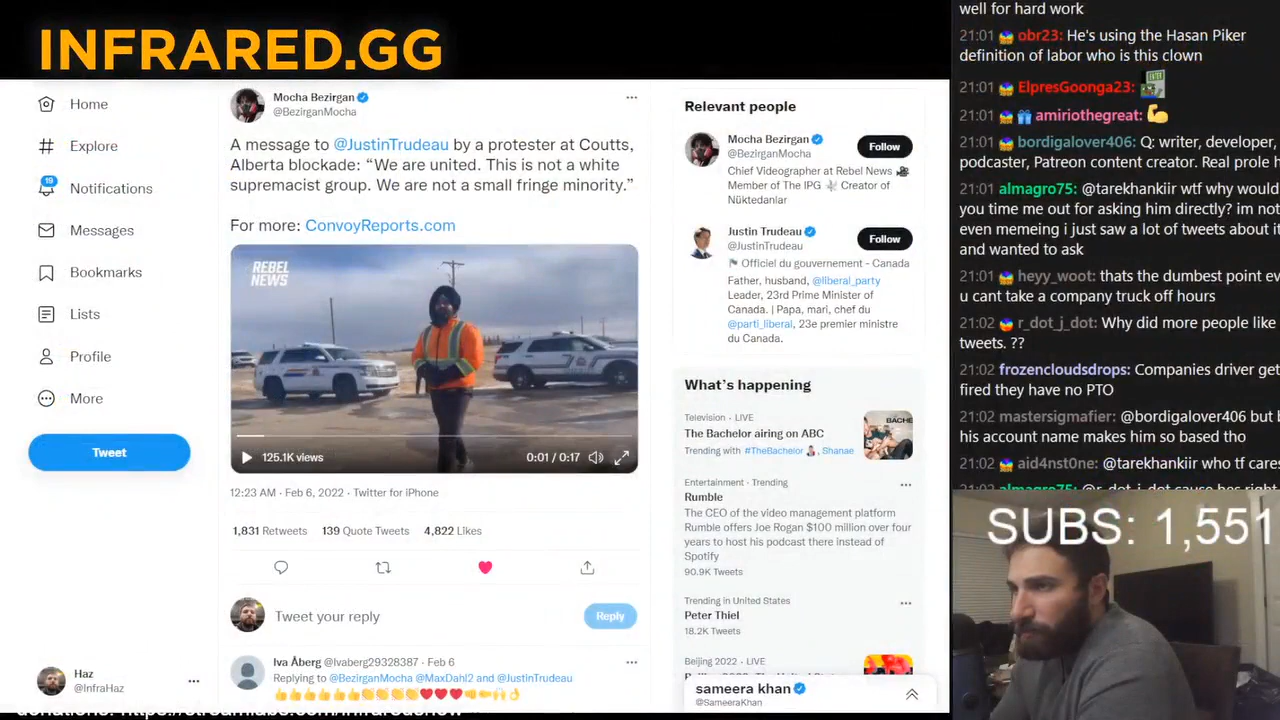 INFRARED.GG
Home
Explore
19
Notifications
Messages
Bookmarks
Lists
Profile
More
Tweet
Haz
@InfraHaz
Mocha Bezirgan
@BezirganMocha
A message to @JustinTrudeau by a protester at Coutts,
Alberta blockade: “We are united. This is not a white
supremacist group. We are not a small fringe minority.”
For more: ConvoyReports.com
REBEL
NEWS
125.1K views
0:01 / 0:17
12:23 AM · Feb 6, 2022 · Twitter for iPhone
1,831 Retweets 139 Quote Tweets 4,822 Likes
Tweet your reply
Reply
Iva Åberg @Ivaberg29328387 · Feb 6
Replying to @BezirganMocha @MaxDahl2 and @JustinTrudeau
Relevant people
Mocha Bezirgan
@BezirganMocha
Follow
Chief Videographer at Rebel News
Member of The IPG Creator of
Nüktedanlar
Justin Trudeau
@JustinTrudeau
Follow
Officiel du gouvernement - Canada
Father, husband, @liberal_party
Leader, 23rd Prime Minister of
Canada. | Papa, mari, chef du
@parti_liberal, 23e premier ministre
du Canada.
What's happening
Television · LIVE
The Bachelor airing on ABC
Trending with #TheBachelor , Shanae
Entertainment · Trending
Rumble
The CEO of the video management platform
Rumble offers Joe Rogan $100 million over four
years to host his podcast there instead of
Spotify
90.9K Tweets
Trending in United States
Peter Thiel
18.2K Tweets
Beijing 2022 · LIVE
sameera khan
@SameeraKhan
well for hard work
21:01 obr23: He's using the Hasan Piker
definition of labor who is this clown
21:01 ElpresGoonga23:
21:01 amiriothegreat:
21:01 bordigalover406: Q: writer, developer,
podcaster, Patreon content creator. Real prole h
21:01 almagro75: @tarekhankiir wtf why would
you time me out for asking him directly? im not
even memeing i just saw a lot of tweets about it
and wanted to ask
21:01 heyy_woot: thats the dumbest point ev
u cant take a company truck off hours
21:02 r_dot_j_dot: Why did more people like
tweets. ??
21:02 frozencloudsdrops: Companies driver get
fired they have no PTO
21:02 mastersigmafier: @bordigalover406 but b
his account name makes him so based tho
21:02 aid4nst0ne: @tarekhankiir who tf cares
SUBS: 1,551